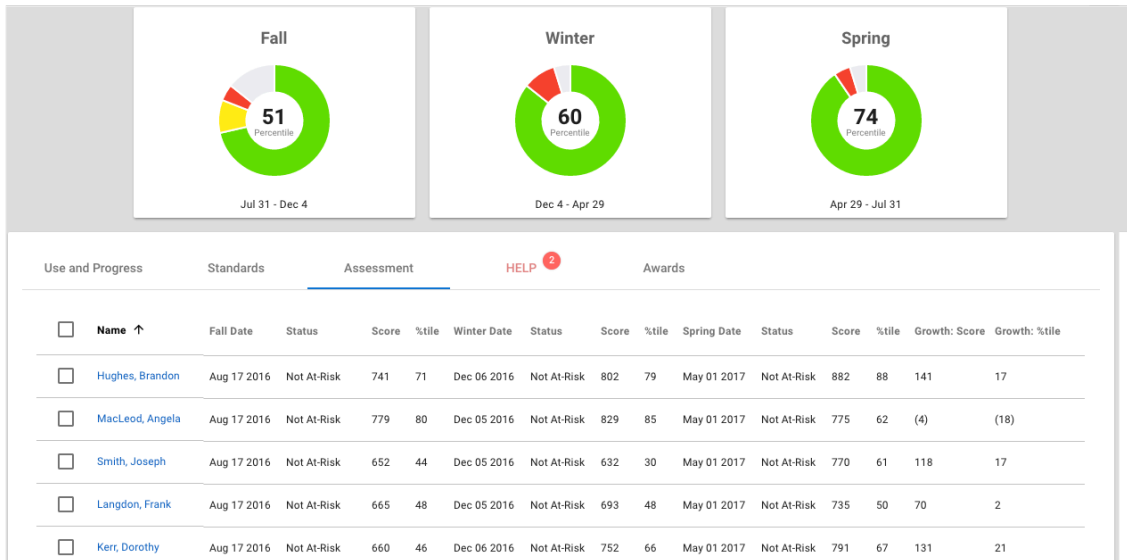 Fall Winter Spring
51 60 74
Percentile Percentile Percentile
Jul 31 - Dec 4 Dec 4 - Apr 29 Apr 29 - Jul 31
Use and Progress Standards Assessment HELP 2 Awards
Name ↑ Fall Date Status Score %tile Winter Date Status Score %tile Spring Date Status Score %tile Growth: Score Growth: %tile
Hughes, Brandon Aug 17 2016 Not At-Risk 741 71 Dec 06 2016 Not At-Risk 802 79 May 01 2017 Not At-Risk 882 88 141 17
MacLeod, Angela Aug 17 2016 Not At-Risk 779 80 Dec 05 2016 Not At-Risk 829 85 May 01 2017 Not At-Risk 775 62 (4) (18)
Smith, Joseph Aug 17 2016 Not At-Risk 652 44 Dec 05 2016 Not At-Risk 632 30 May 01 2017 Not At-Risk 770 61 118 17
Langdon, Frank Aug 17 2016 Not At-Risk 665 48 Dec 05 2016 Not At-Risk 693 48 May 01 2017 Not At-Risk 735 50 70 2
Kerr, Dorothy Aug 17 2016 Not At-Risk 660 46 Dec 06 2016 Not At-Risk 752 66 May 01 2017 Not At-Risk 791 67 131 21